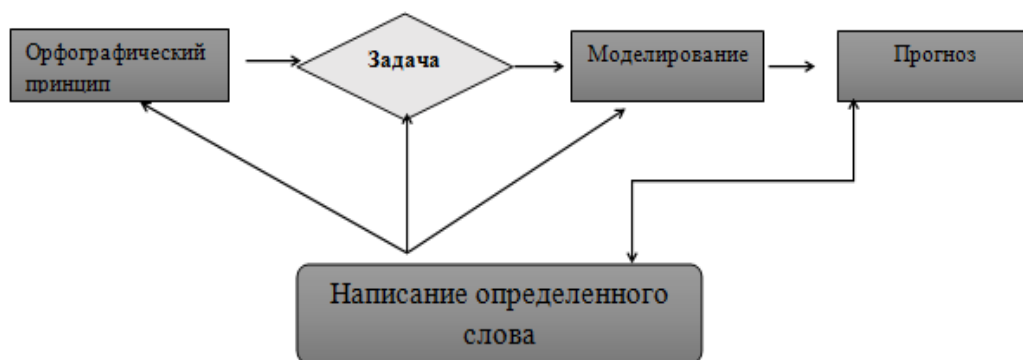 Орфографический
принцип
Задача
Моделирование
Прогноз
Написание определенного
слова